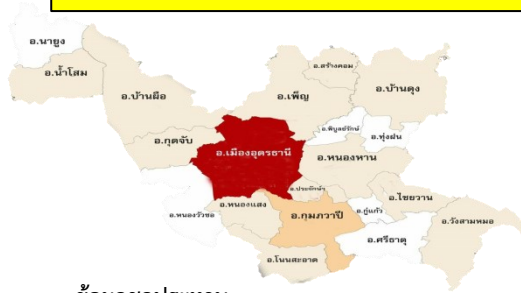 อ.นายูง
อ.น้ำโสม
อ.บ้านผือ
อ.เพ็ญ
อ.สร้างคอม
อ.บ้านดุง
อ.พิบูลย์รักษ์
อ.ทุ่งฝน
อ.กุดจับ
อ.เมืองอุดรธานี
อ.หนองหาน
อ.ประจักษ์ฯ
อ.ไชยวาน
อ.หนองวัวซอ
อ.หนองแสง
อ.กุมภวาปี
อ.กู่แก้ว
อ.วังสามหมอ
อ.ศรีธาตุ
อ.โนนสะอาด